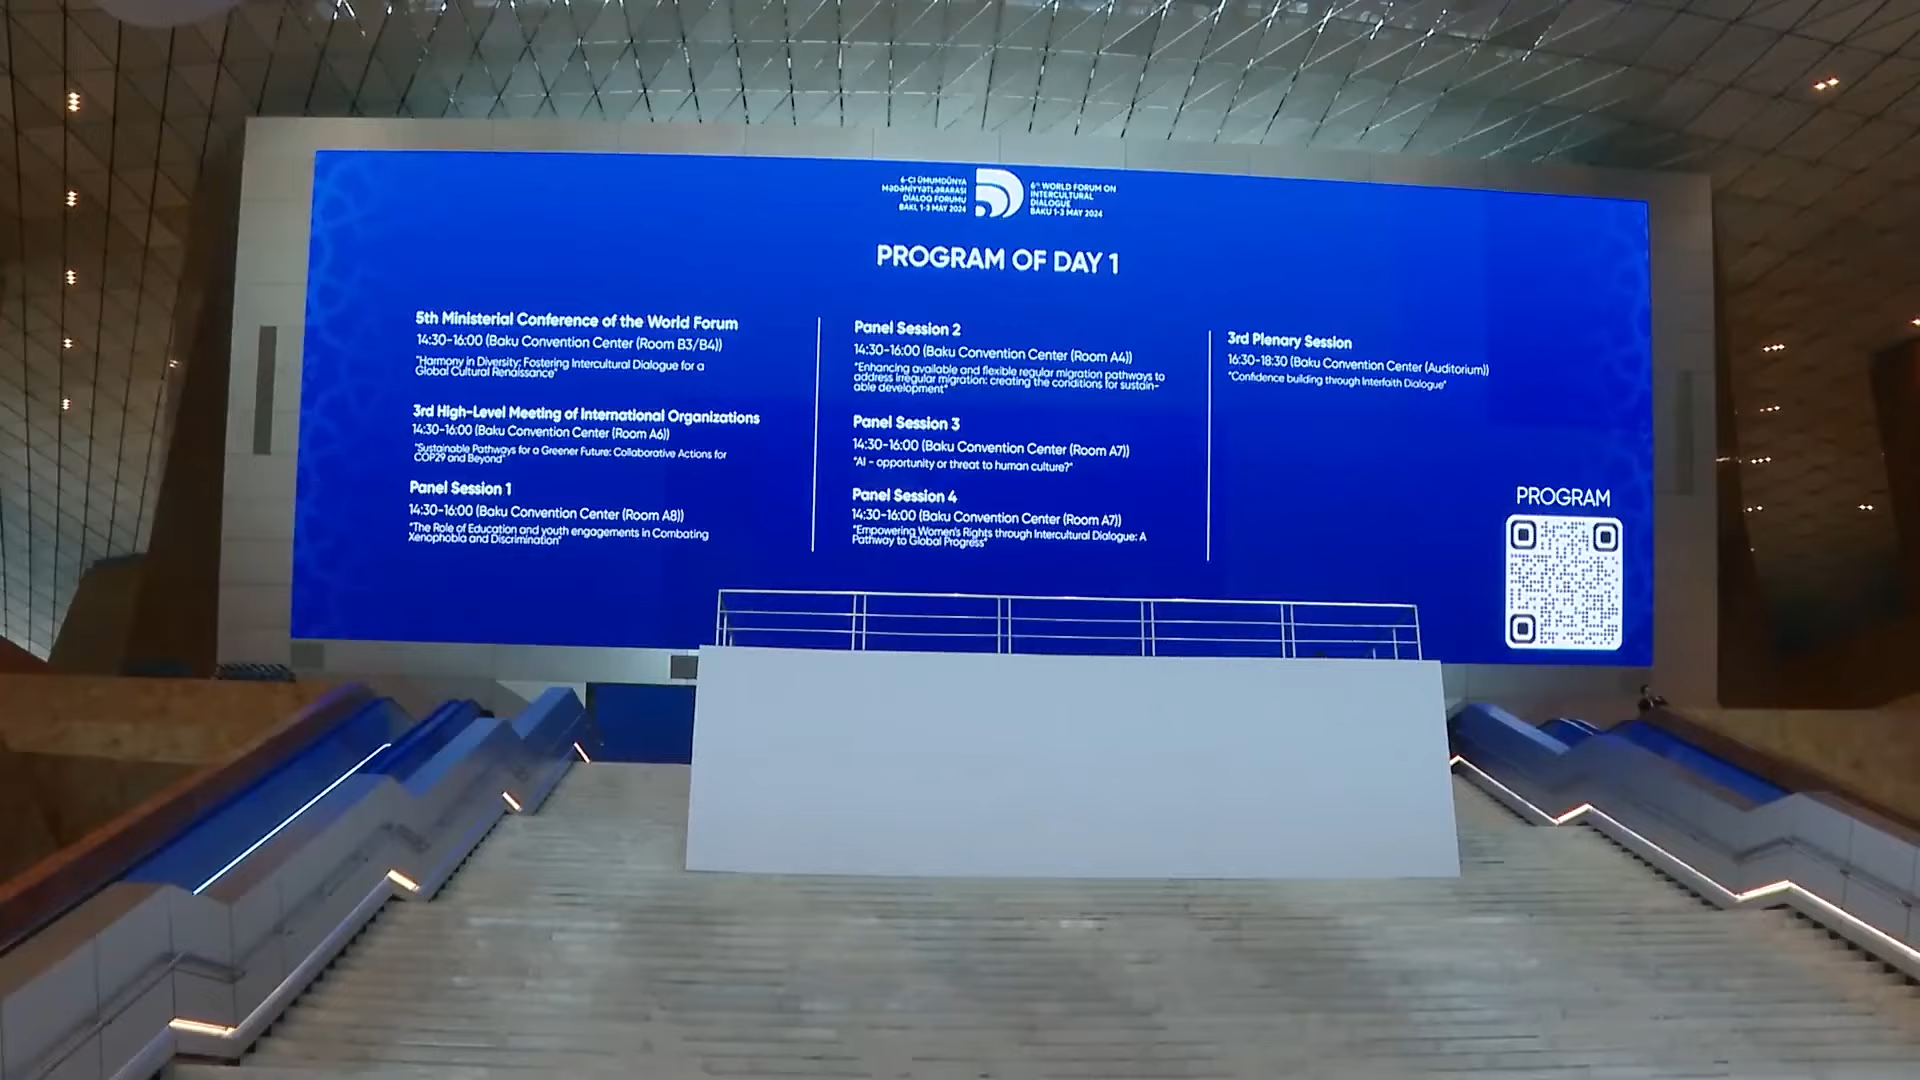 6-CI ÜMUMDÜNYA
MƏDƏNİYYƏTLƏRARASI
DİALOQ FORUMU
BAKI, 1-3 MAY 2024
6TH WORLD FORUM ON
INTERCULTURAL
DIALOGUE
BAKU 1-3 MAY 2024
PROGRAM OF DAY 1
5th Ministerial Conference of the World Forum
14:30-16:00 (Baku Convention Center (Room B3/B4))
"Harmony in Diversity: Fostering Intercultural Dialogue for a
Global Cultural Renaissance"
3rd High-Level Meeting of International Organizations
14:30-16:00 (Baku Convention Center (Room A6))
"Sustainable Pathways for a Greener Future: Collaborative Actions for
COP29 and Beyond"
Panel Session 1
14:30-16:00 (Baku Convention Center (Room A8))
"The Role of Education and youth engagements in Combating
Xenophobia and Discrimination"
Panel Session 2
14:30-16:00 (Baku Convention Center (Room A4))
"Enhancing available and flexible regular migration pathways to
address irregular migration: creating the conditions for sustain-
able development"
Panel Session 3
14:30-16:00 (Baku Convention Center (Room A7))
"AI - opportunity or threat to human culture?"
Panel Session 4
14:30-16:00 (Baku Convention Center (Room A7))
"Empowering Women's Rights through Intercultural Dialogue: A
Pathway to Global Progress"
3rd Plenary Session
16:30-18:30 (Baku Convention Center (Auditorium))
"Confidence building through Interfaith Dialogue"
PROGRAM